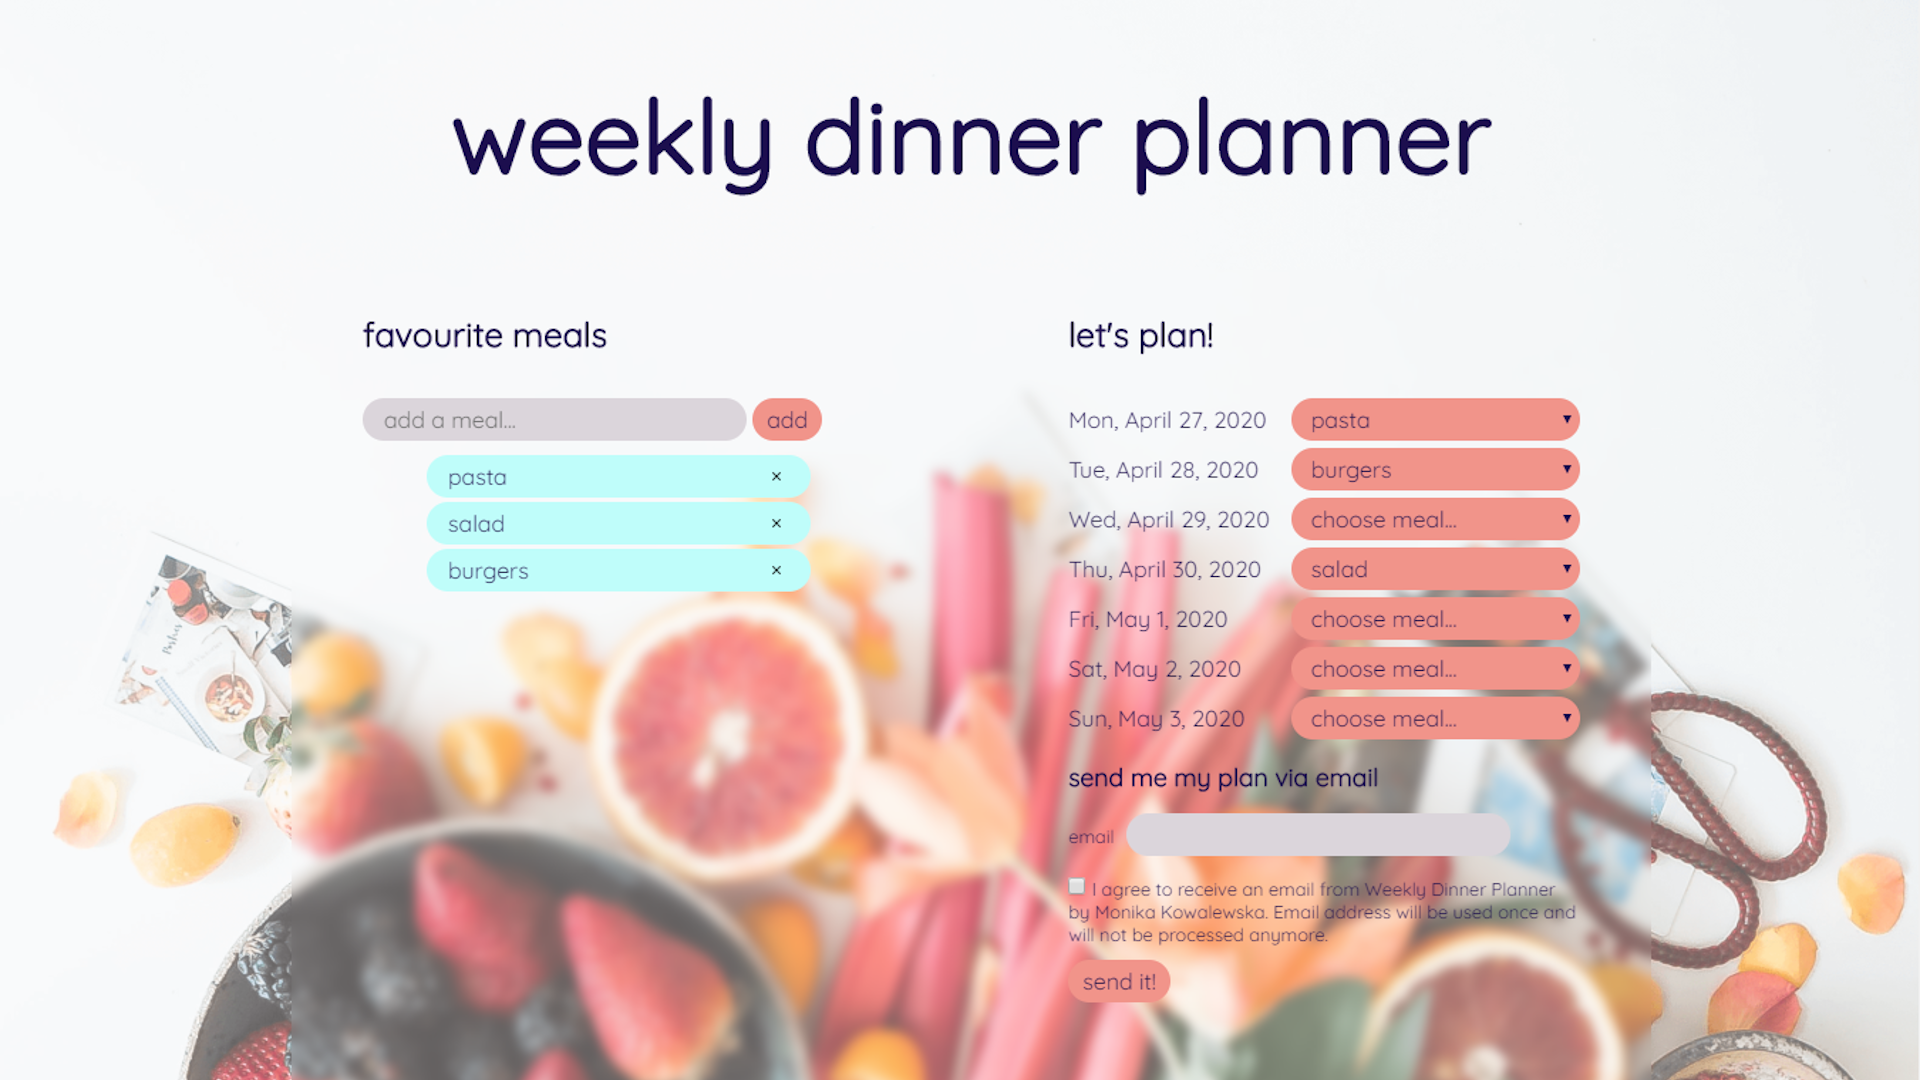 weekly dinner planner
favourite meals
add a meal...
add
pasta ×
salad ×
burgers ×
let's plan!
Mon, April 27, 2020 pasta
Tue, April 28, 2020 burgers
Wed, April 29, 2020 choose meal...
Thu, April 30, 2020 salad
Fri, May 1, 2020 choose meal...
Sat, May 2, 2020 choose meal...
Sun, May 3, 2020 choose meal...
send me my plan via email
email
I agree to receive an email from Weekly Dinner Planner
by Monika Kowalewska. Email address will be used once and
will not be processed anymore.
send it!